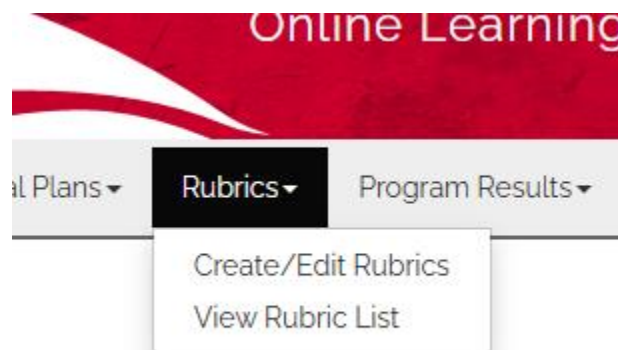 Online Learning
al Plans
Rubrics
Program Results
Create/Edit Rubrics
View Rubric List